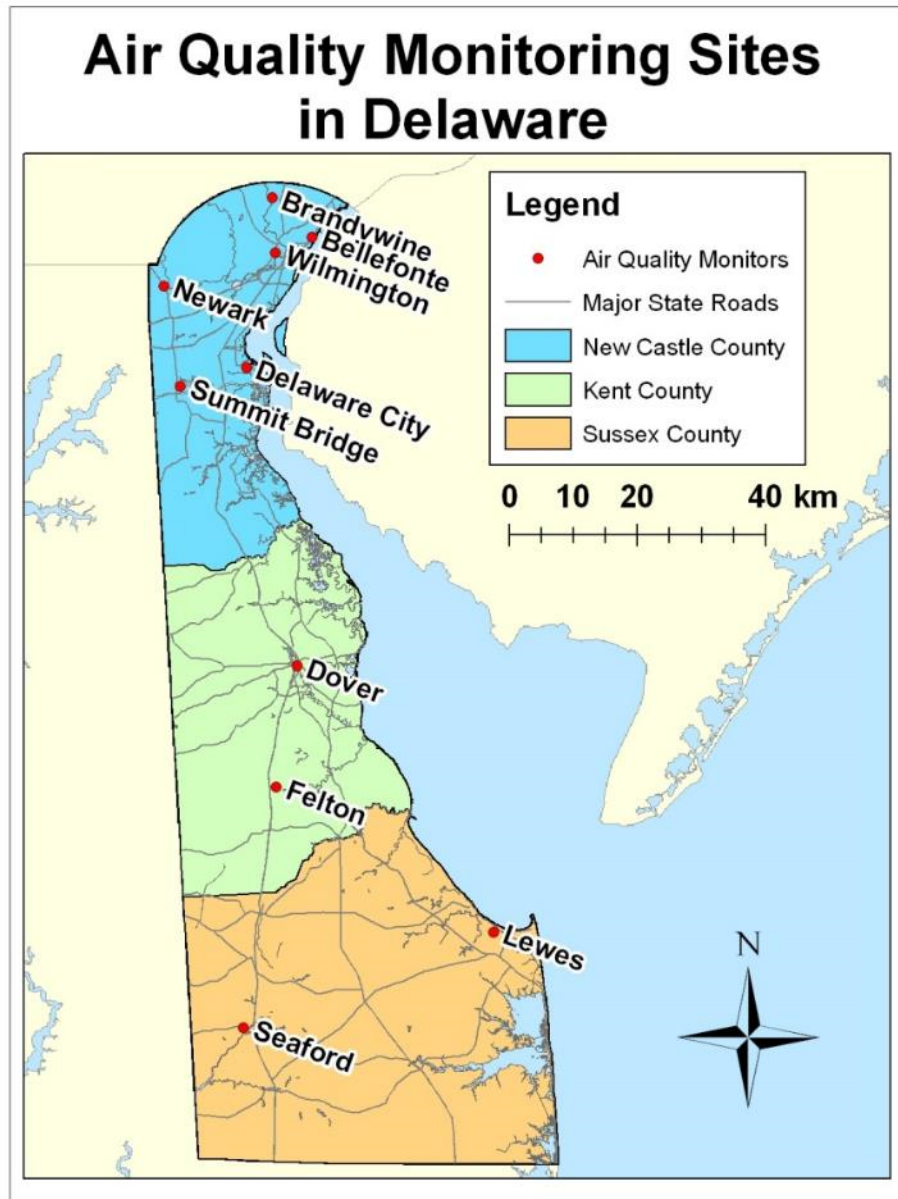 Air Quality Monitoring Sites
in Delaware
Legend
Air Quality Monitors
Major State Roads
New Castle County
Kent County
Sussex County
0 10 20 40 km
Brandywine
Bellefonte
Wilmington
Newark
Delaware City
Summit Bridge
Dover
Felton
Lewes
Seaford
N